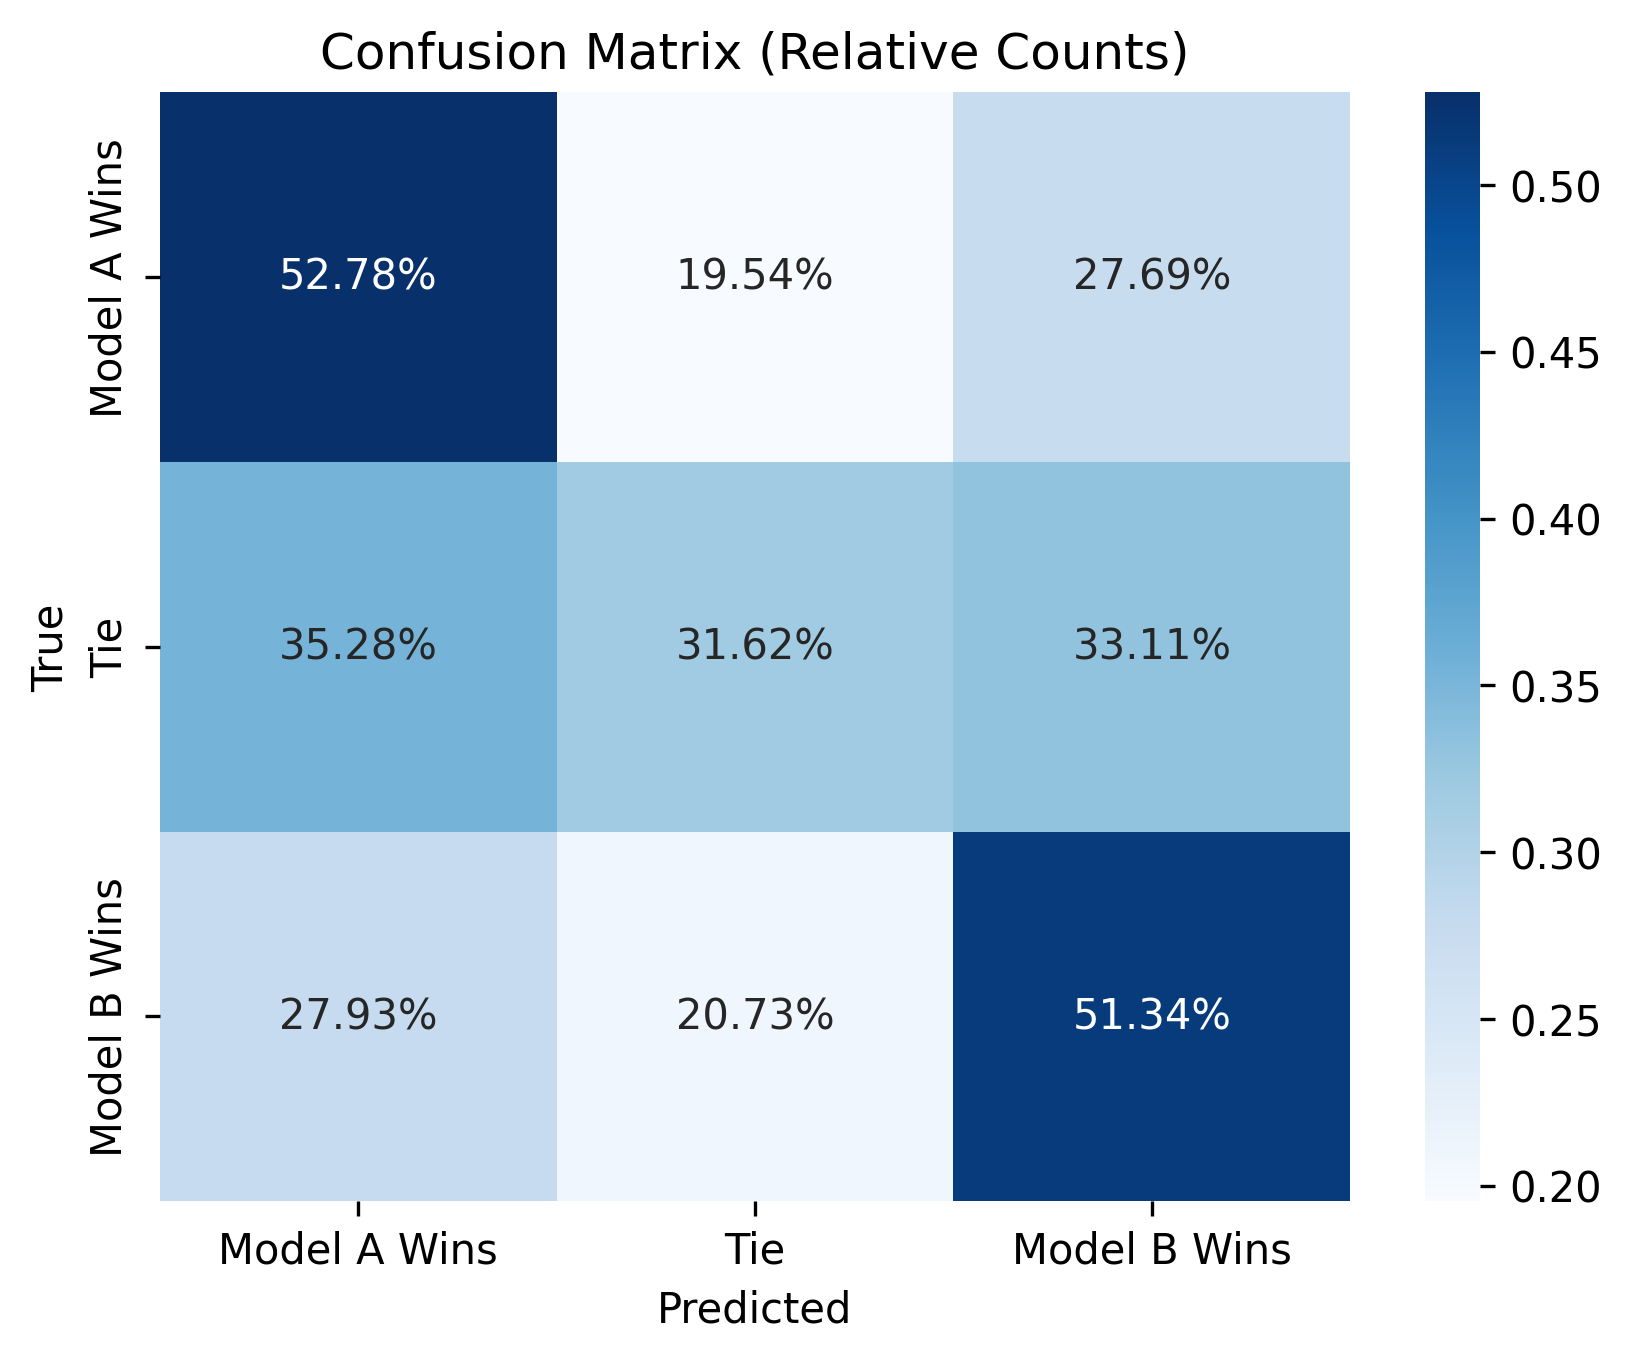 Confusion Matrix (Relative Counts)
True
Model A Wins
52.78% 19.54% 27.69%
Tie
35.28% 31.62% 33.11%
Model B Wins
27.93% 20.73% 51.34%
Model A Wins Tie Model B Wins
Predicted
0.50
0.45
0.40
0.35
0.30
0.25
0.20